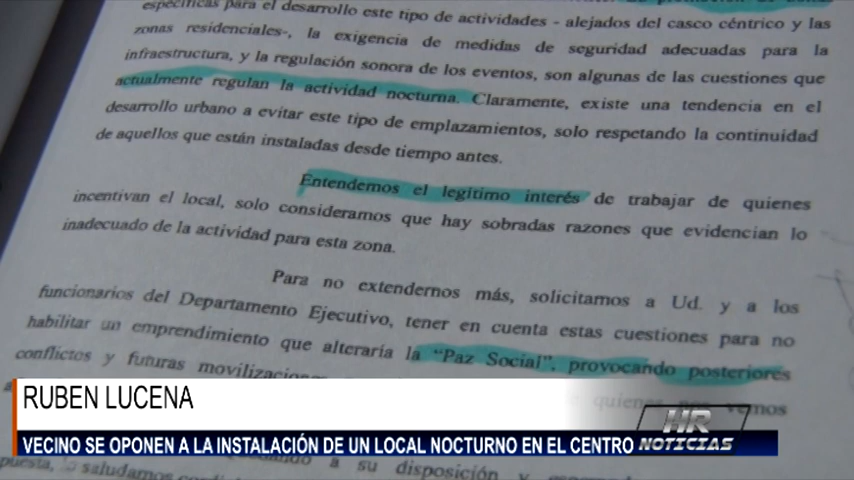 específicas para el desarrollo este tipo de actividades - alejados del casco céntrico y las
zonas residenciales-, la exigencia de medidas de seguridad adecuadas para la
infraestructura, y la regulación sonora de los eventos, son algunas de las cuestiones que
actualmente regulan la actividad nocturna. Claramente, existe una tendencia en el
desarrollo urbano a evitar este tipo de emplazamientos, solo respetando la continuidad
de aquellos que están instaladas desde tiempo antes.
Entendemos el legítimo interés de trabajar de quienes
incentivan el local, solo consideramos que hay sobradas razones que evidencian lo
inadecuado de la actividad para esta zona.
Para no extendernos más, solicitamos a Ud. y a los
funcionarios del Departamento Ejecutivo, tener en cuenta estas cuestiones para no
habilitar un emprendimiento que alteraría la “Paz Social”, provocando posteriores
conflictos y futuras movilizaciones
quienes nos vemos
RUBEN LUCENA
HR
NOTICIAS
VECINO SE OPONEN A LA INSTALACIÓN DE UN LOCAL NOCTURNO EN EL CENTRO
saludamos a su disposición y